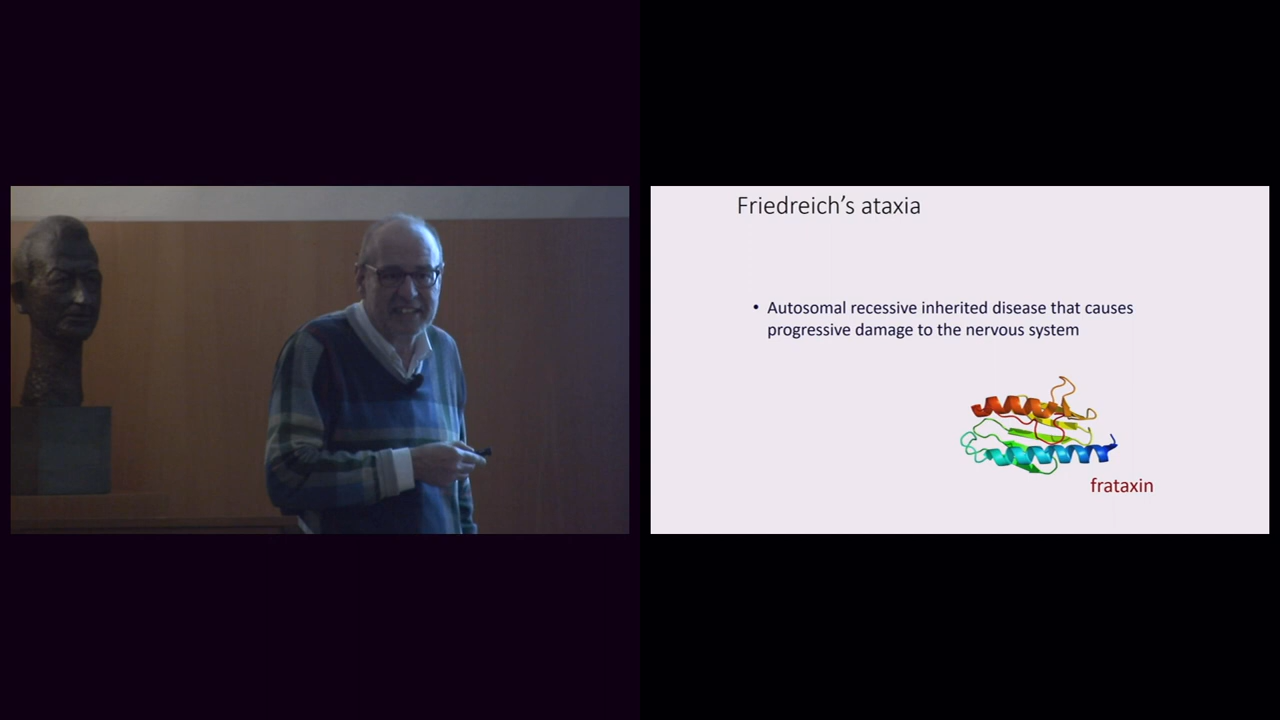 Friedreich’s ataxia
• Autosomal recessive inherited disease that causes
progressive damage to the nervous system
frataxin